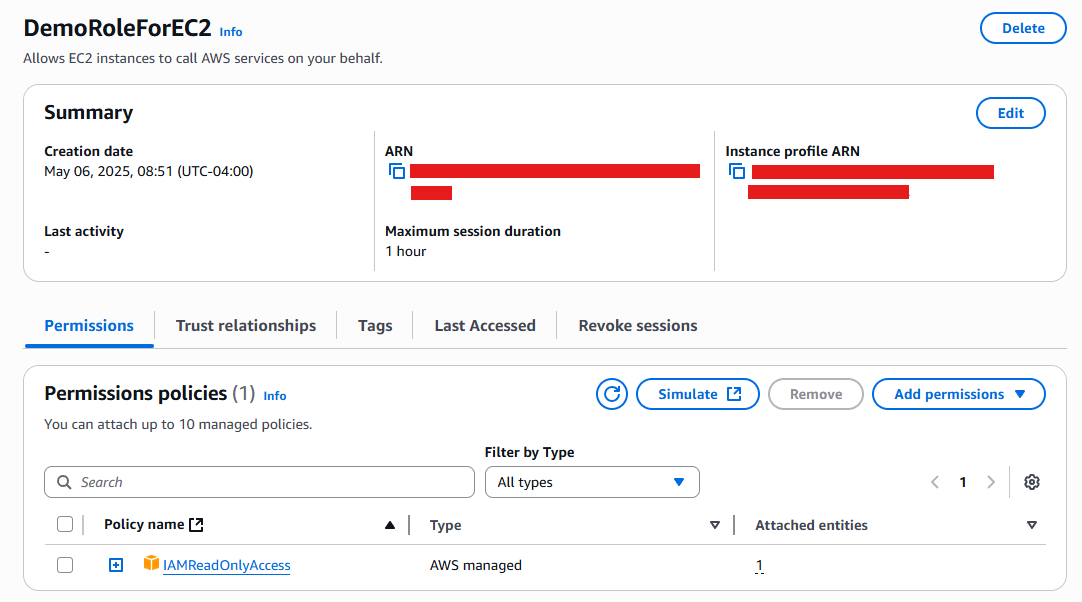 DemoRoleForEC2 Info
Delete
Allows EC2 instances to call AWS services on your behalf.
Summary
Edit
Creation date
May 06, 2025, 08:51 (UTC-04:00)
ARN
Instance profile ARN
Last activity
-
Maximum session duration
1 hour
Permissions
Trust relationships
Tags
Last Accessed
Revoke sessions
Permissions policies (1) Info
Simulate
Remove
Add permissions
You can attach up to 10 managed policies.
Filter by Type
Search
All types
1
Policy name
Type
Attached entities
IAMReadOnlyAccess
AWS managed
1